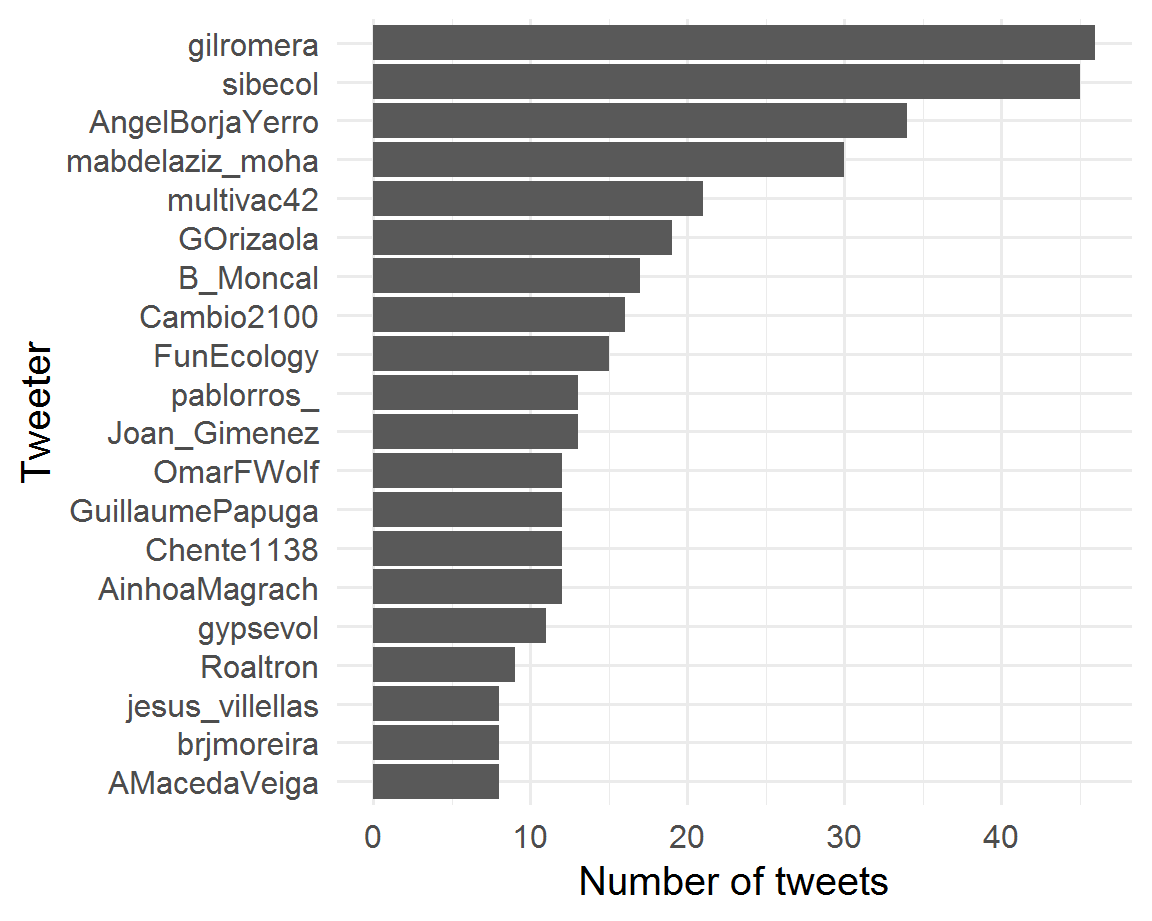 gilromera
sibecol
AngelBorjaYerro
mabdelaziz_moha
multivac42
GOrizaola
B_Moncal
Cambio2100
FunEcology
pablorros_
Joan_Gimenez
OmarFWolf
GuillaumePapuga
Chente1138
AinhoaMagrach
gypsevol
Roaltron
jesus_villellas
brjmoreira
AMacedaVeiga
Tweeter
0 10 20 30 40
Number of tweets